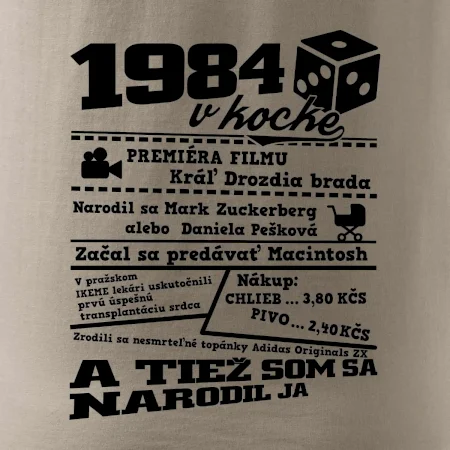 1984
v kocke
PREMIÉRA FILMU
Kráľ Drozdia brada
Narodil sa Mark Zuckerberg
alebo Daniela Pešková
Začal sa predávať Macintosh
V pražskom
IKEME lekári uskutočnili
prvú úspešnú
transplantáciu srdca
Nákup:
CHLIEB ... 3,80 KČS
PIVO ... 2,40 KČS
Zrodili sa nesmrteľné topánky Adidas Originals ZX
A TIEŽ SOM SA
NARODIL JA